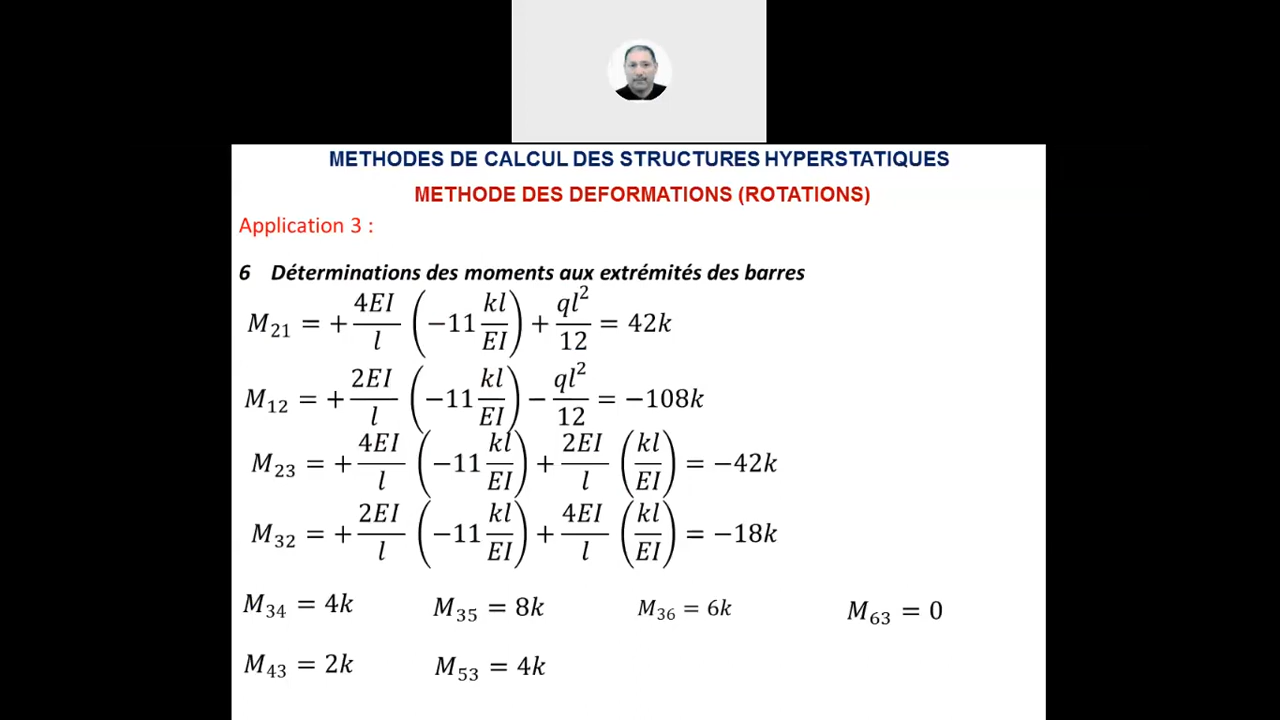 METHODES DE CALCUL DES STRUCTURES HYPERSTATIQUES
METHODE DES DEFORMATIONS (ROTATIONS)
Application 3 :
6 Déterminations des moments aux extrémités des barres
M₂₁ = + 4EI/l (−11 kl/EI) + ql²/12 = 42k
M₁₂ = + 2EI/l (−11 kl/EI) − ql²/12 = −108k
M₂₃ = + 4EI/l (−11 kl/EI) + 2EI/l (kl/EI) = −42k
M₃₂ = + 2EI/l (−11 kl/EI) + 4EI/l (kl/EI) = −18k
M₃₄ = 4k M₃₅ = 8k M₃₆ = 6k M₆₃ = 0
M₄₃ = 2k M₅₃ = 4k